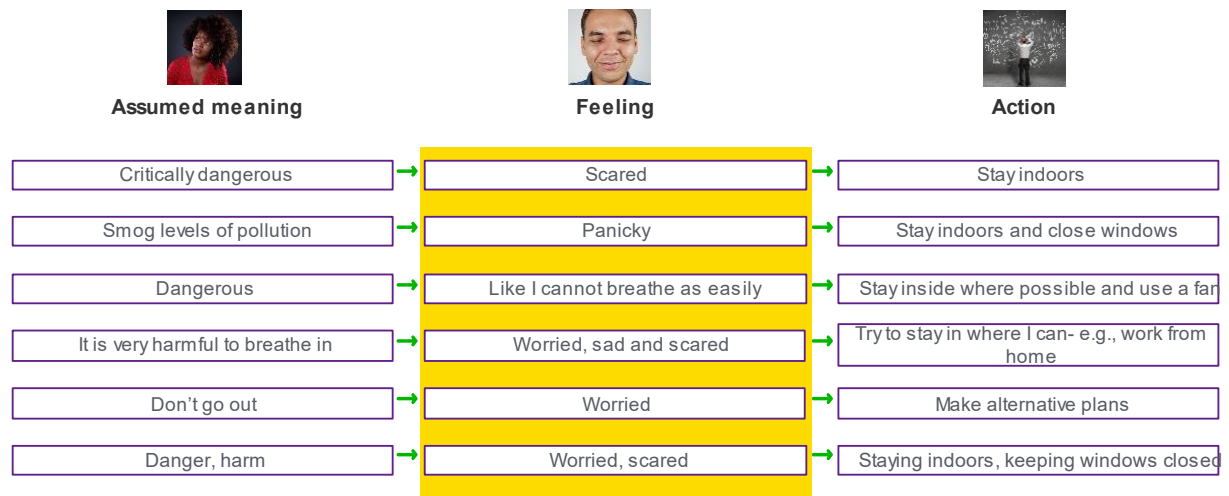 Assumed meaning
Feeling
Action
Critically dangerous
Scared
Stay indoors
Smog levels of pollution
Panicky
Stay indoors and close windows
Dangerous
Like I cannot breathe as easily
Stay inside where possible and use a fan
It is very harmful to breathe in
Worried, sad and scared
Try to stay in where I can- e.g., work from
home
Don’t go out
Worried
Make alternative plans
Danger, harm
Worried, scared
Staying indoors, keeping windows closed